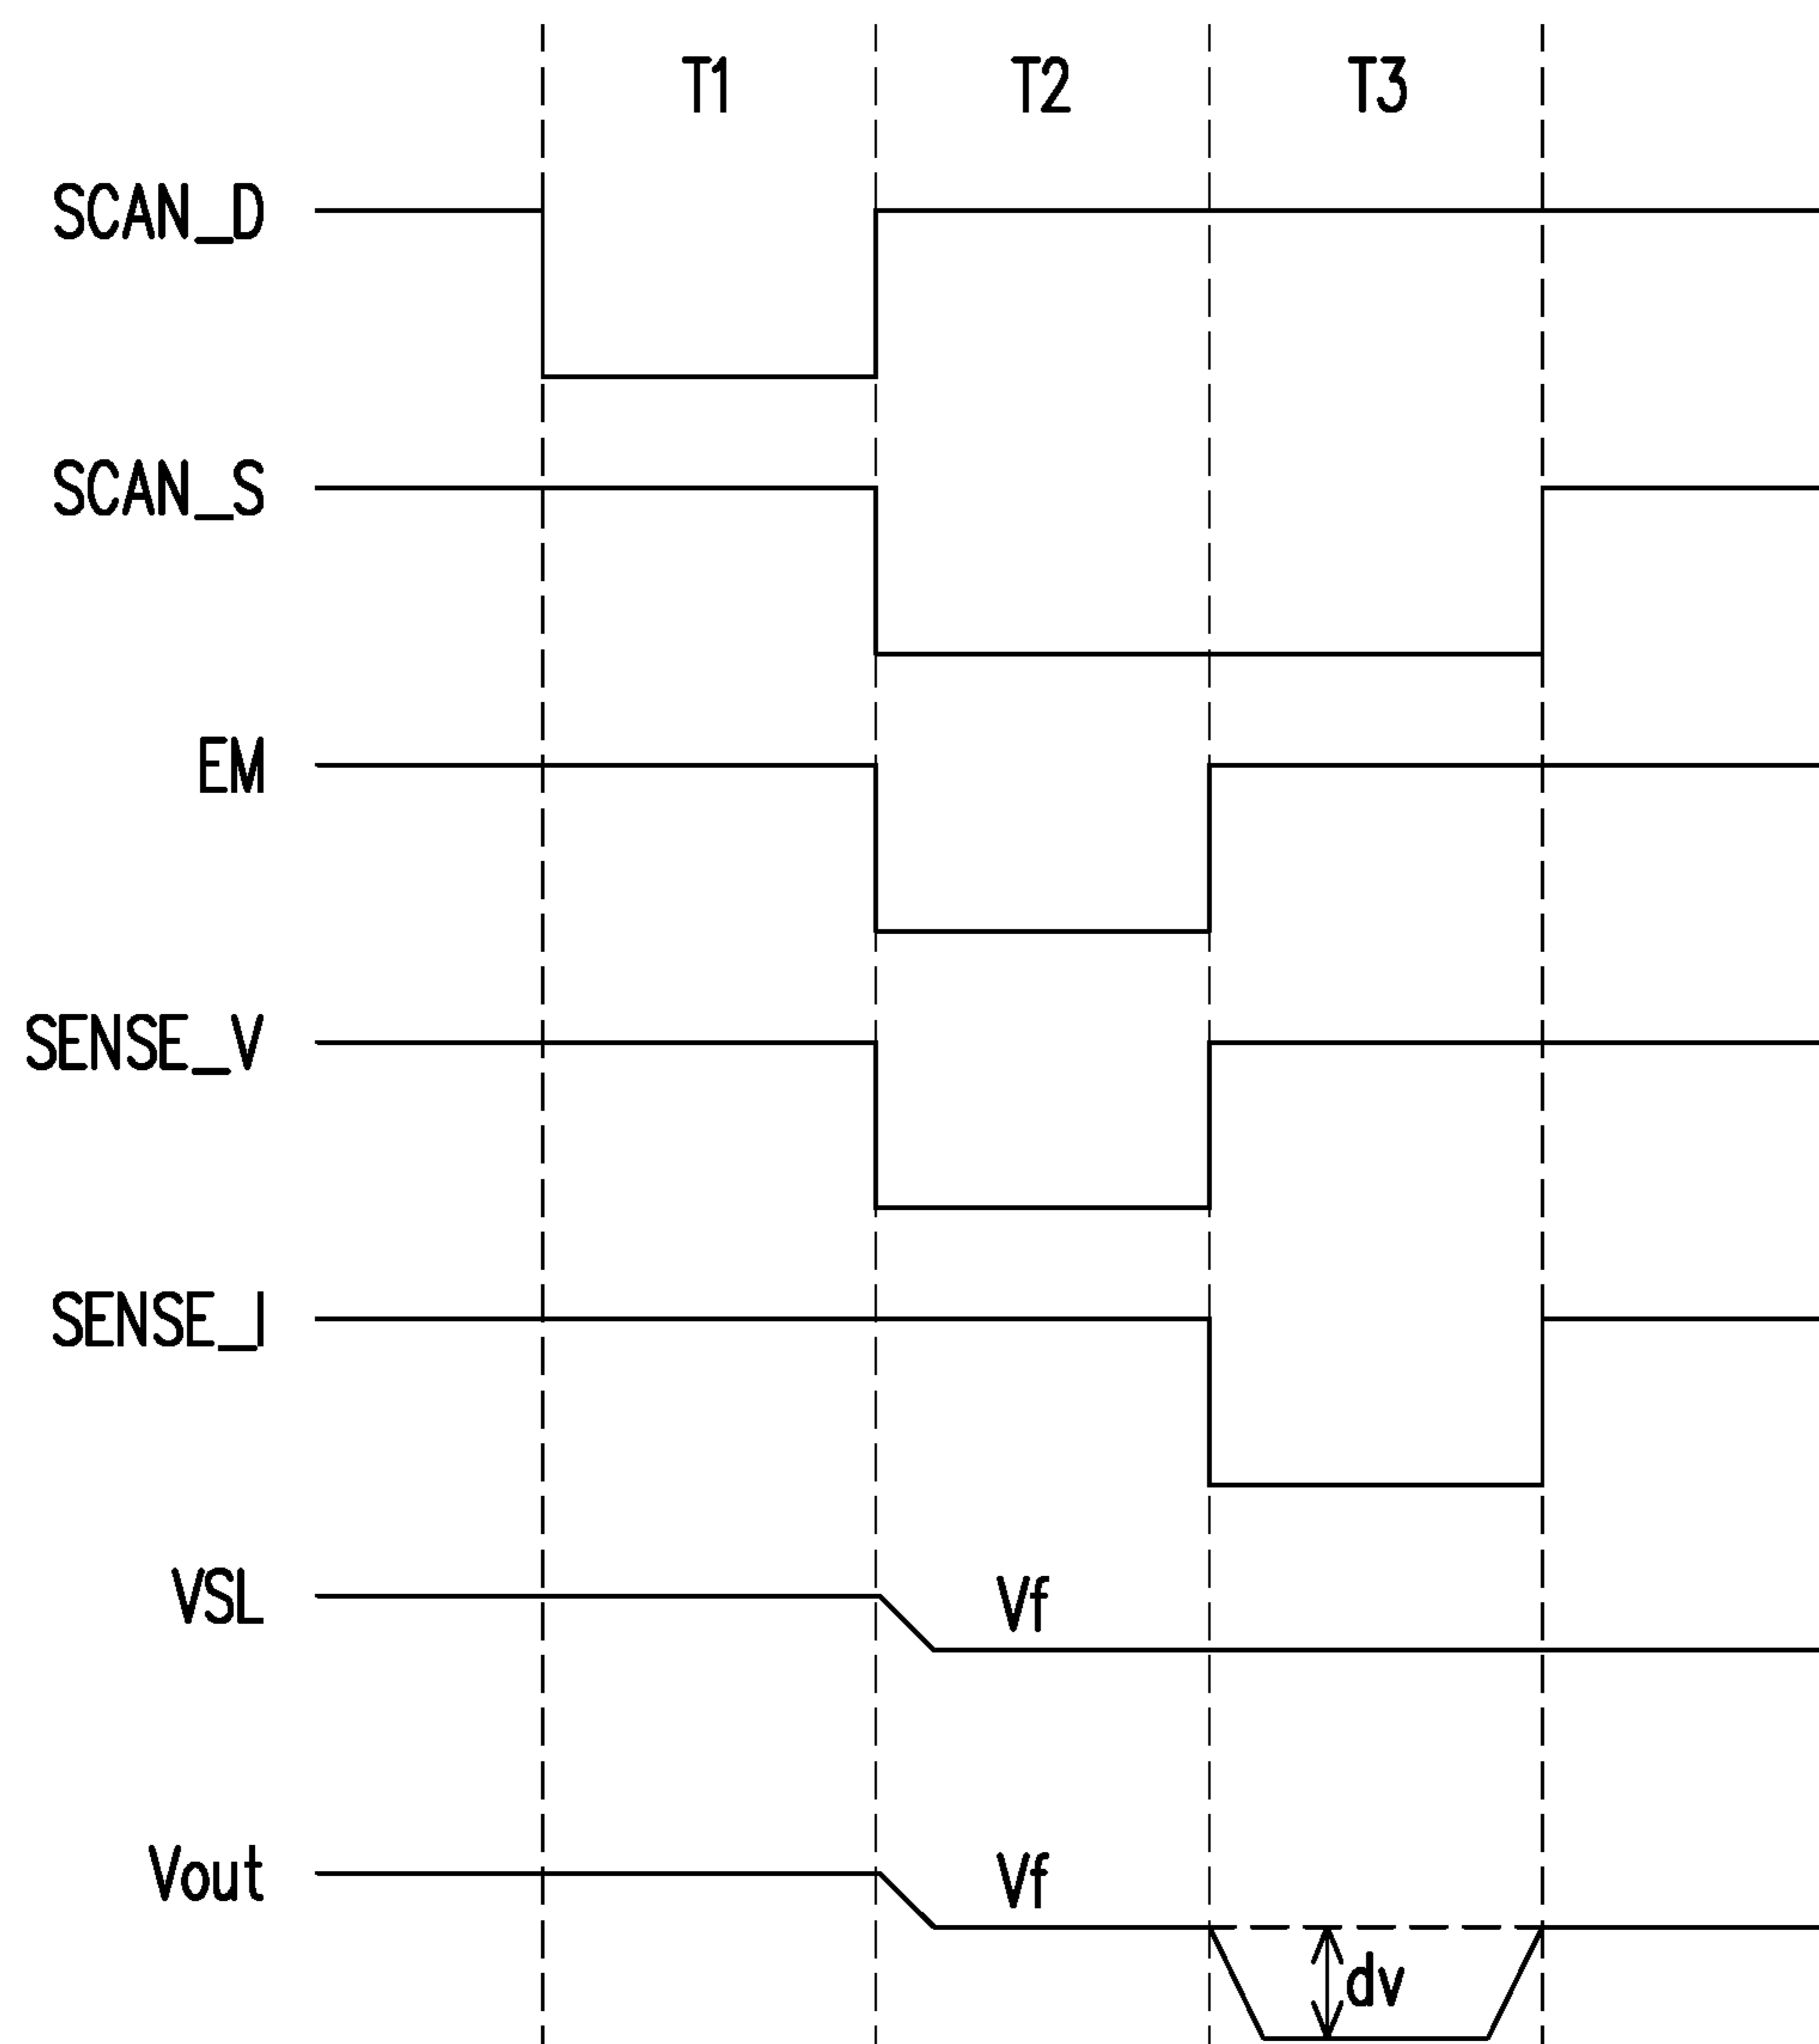 T1 T2 T3
SCAN_D
SCAN_S
EM
SENSE_V
SENSE_I
VSL Vf
Vout Vf
dv